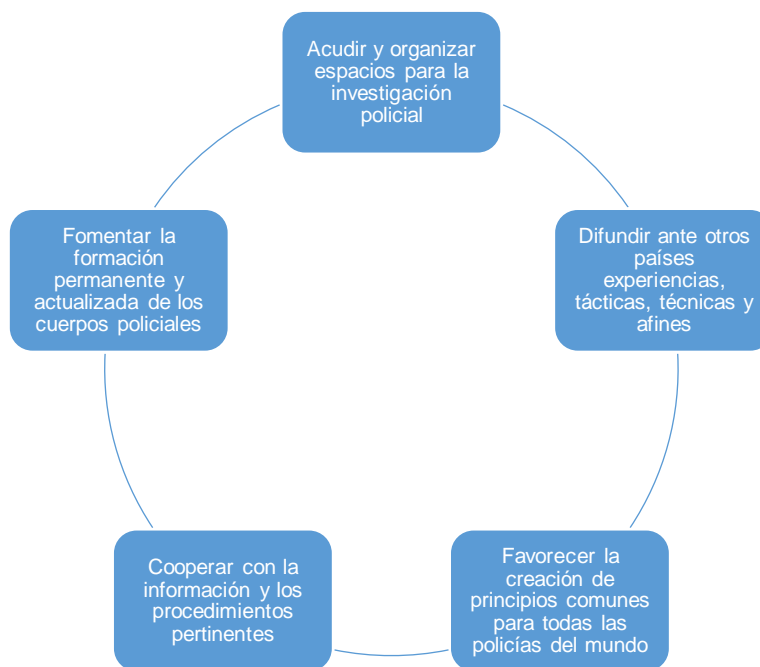 Acudir y organizar
espacios para la
investigación
policial
Difundir ante otros
países
experiencias,
tácticas, técnicas y
afines
Favorecer la
creación de
principios comunes
para todas las
policías del mundo
Cooperar con la
información y los
procedimientos
pertinentes
Fomentar la
formación
permanente y
actualizada de los
cuerpos policiales